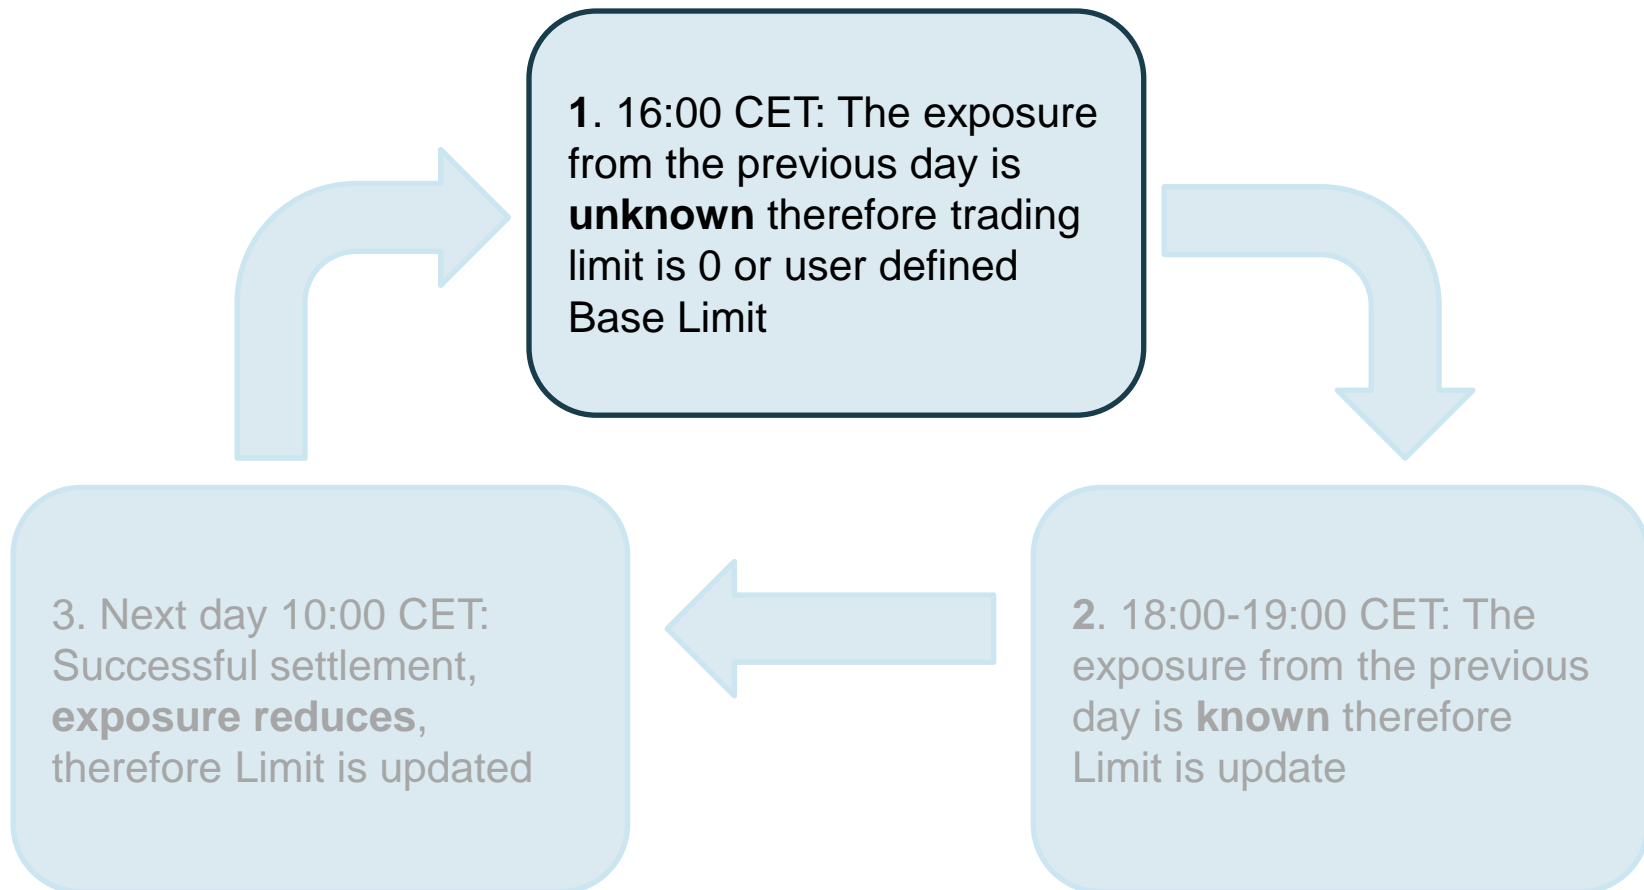 1. 16:00 CET: The exposure
from the previous day is
unknown therefore trading
limit is 0 or user defined
Base Limit
2. 18:00-19:00 CET: The
exposure from the previous
day is known therefore
Limit is update
3. Next day 10:00 CET:
Successful settlement,
exposure reduces,
therefore Limit is updated